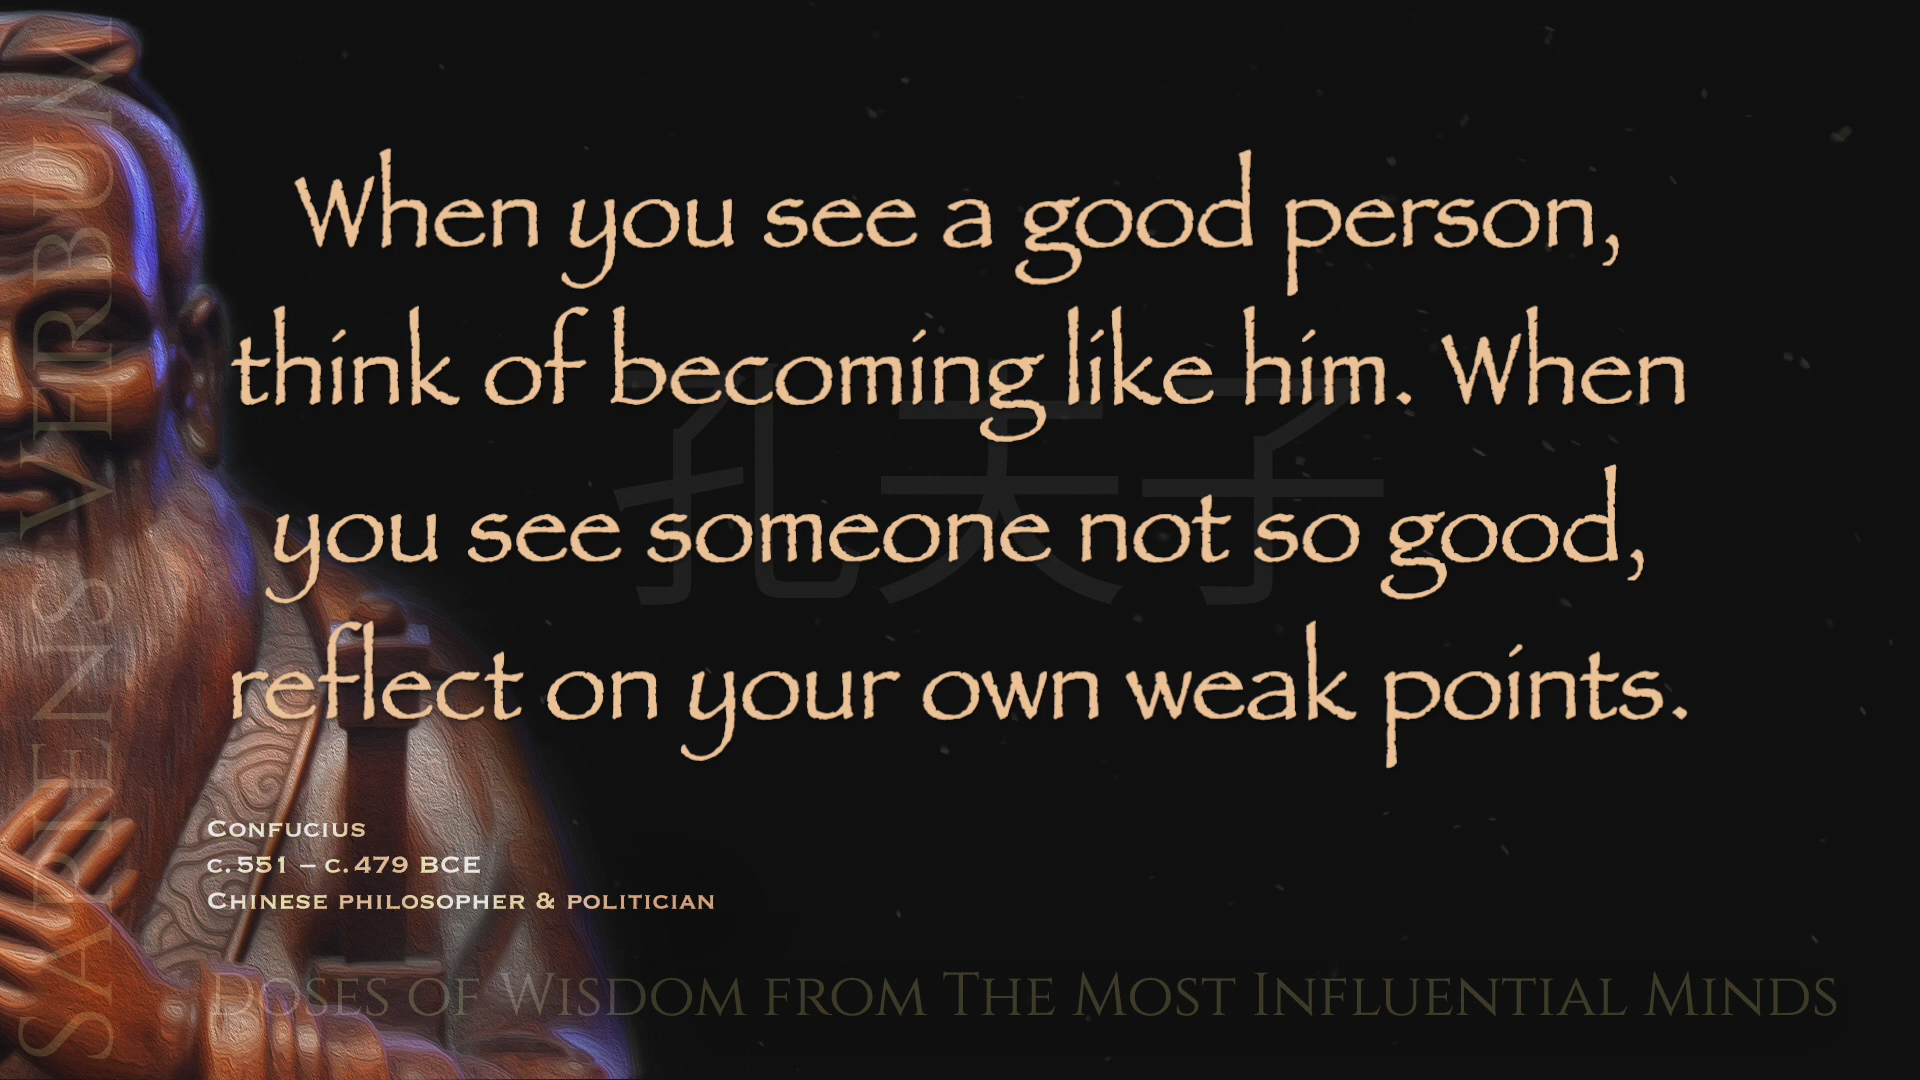 When you see a good person,
think of becoming like him. When
you see someone not so good,
reflect on your own weak points.
孔夫子
Confucius
c. 551 – c. 479 BCE
Chinese philosopher & politician
Doses of Wisdom from The Most Influential Minds
SAPIENS VERBUM